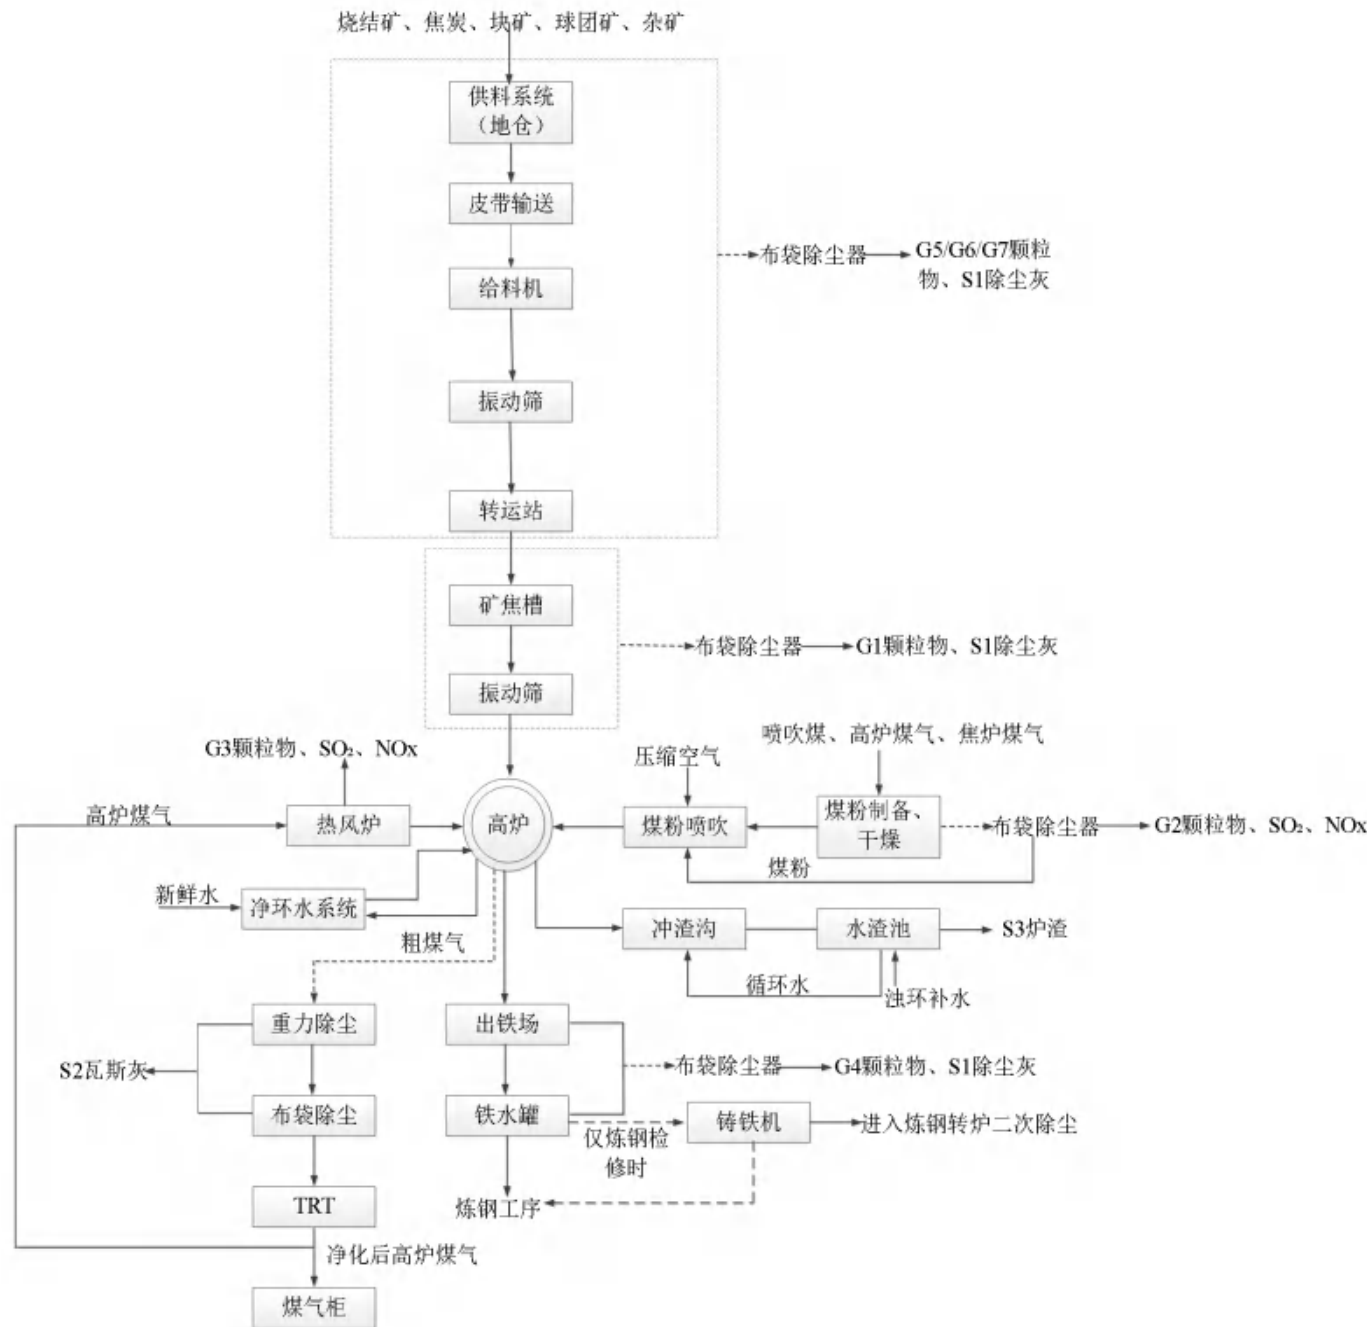 烧结矿、焦炭、块矿、球团矿、杂矿
供料系统
（地仓）
皮带输送
布袋除尘器
G5/G6/G7颗粒
物、S1除尘灰
给料机
振动筛
转运站
矿焦槽
布袋除尘器
G1颗粒物、S1除尘灰
振动筛
喷吹煤、高炉煤气、焦炉煤气
G3颗粒物、SO₂、NOx
压缩空气
高炉煤气
热风炉
高炉
煤粉喷吹
煤粉制备、
干燥
布袋除尘器
G2颗粒物、SO₂、NOx
煤粉
新鲜水
净环水系统
冲渣沟
水渣池
S3炉渣
粗煤气
循环水
浊环补水
重力除尘
出铁场
S2瓦斯灰
布袋除尘器
G4颗粒物、S1除尘灰
布袋除尘
铁水罐
仅炼钢检
修时
铸铁机
进入炼钢转炉二次除尘
TRT
炼钢工序
净化后高炉煤气
煤气柜